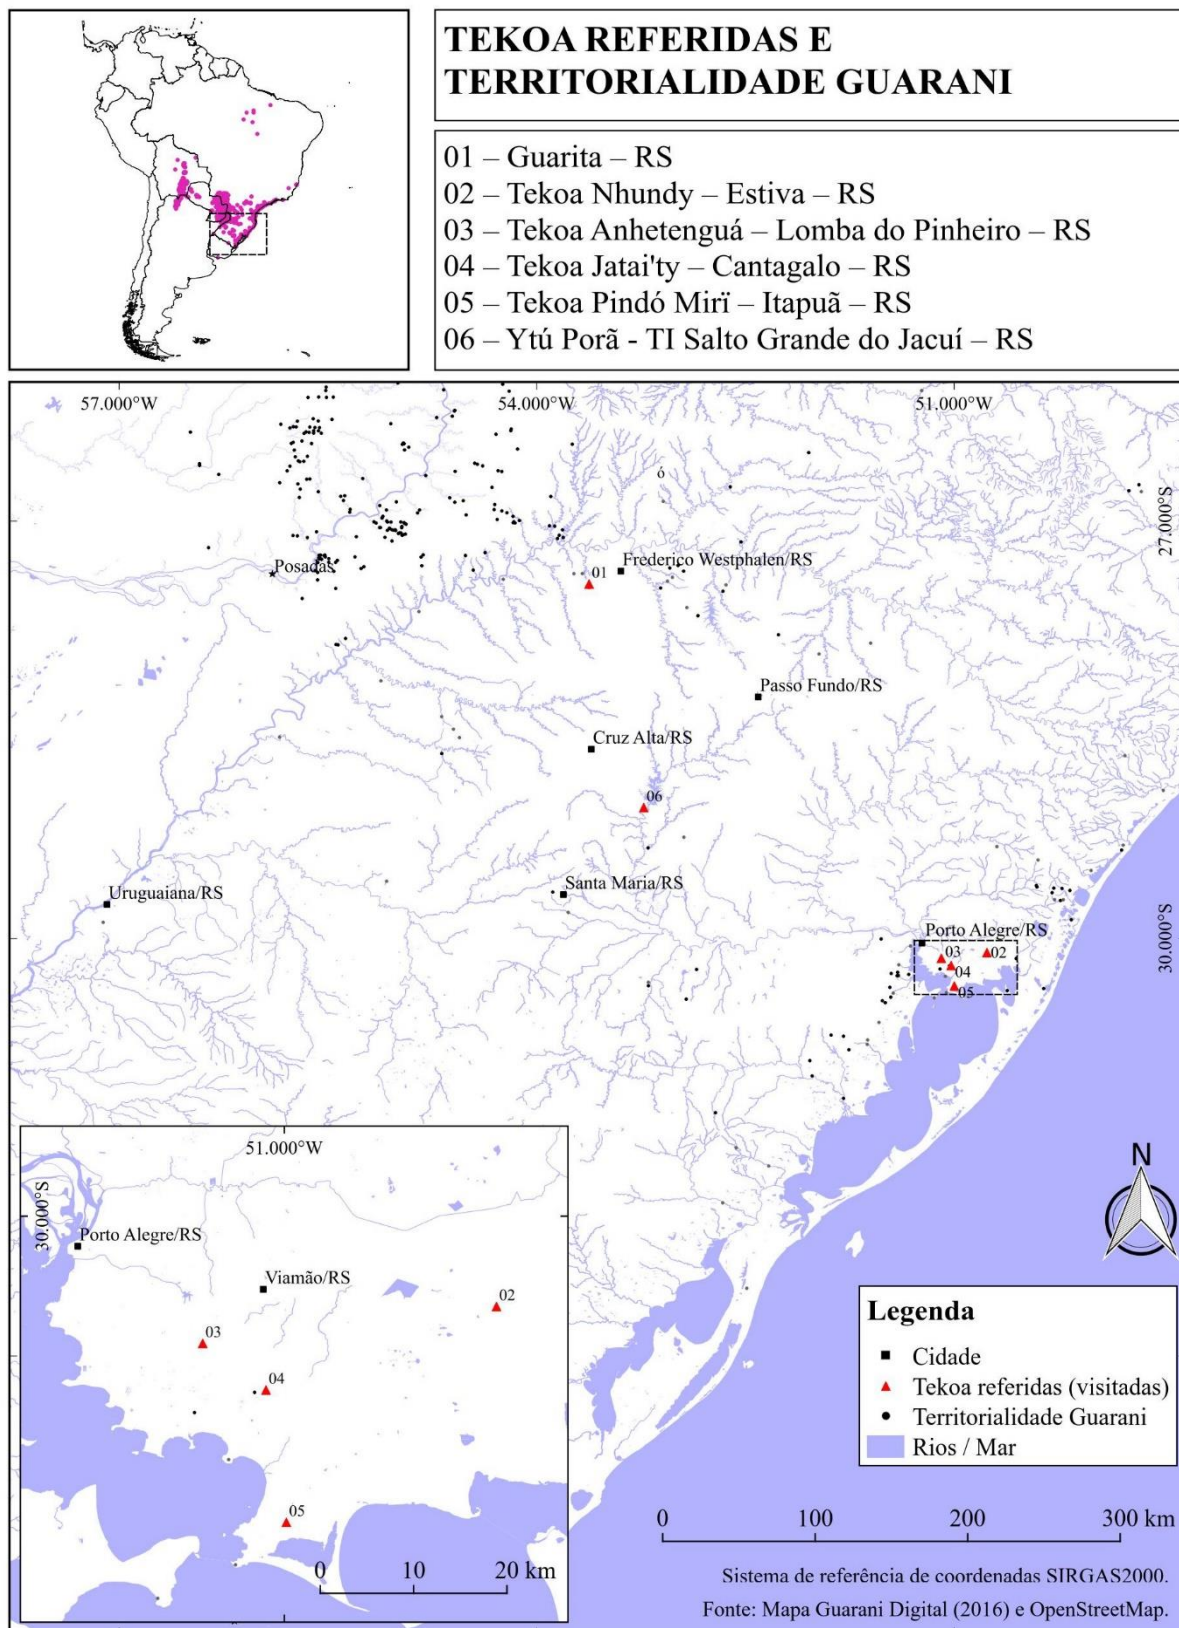 TEKOA REFERIDAS E
TERRITORIALIDADE GUARANI
01 – Guarita – RS
02 – Tekoa Nhundy – Estiva – RS
03 – Tekoa Anhetenguá – Lomba do Pinheiro – RS
04 – Tekoa Jatai'ty – Cantagalo – RS
05 – Tekoa Pindó Mirï – Itapuã – RS
06 – Ytú Porã - TI Salto Grande do Jacuí – RS
57.000°W
54.000°W
51.000°W
27.000°S
ó
Posadas
01
Frederico Westphalen/RS
Passo Fundo/RS
Cruz Alta/RS
06
Uruguaiana/RS
Santa Maria/RS
30.000°S
Porto Alegre/RS
03
02
04
05
51.000°W
30.000°S
Porto Alegre/RS
Viamão/RS
02
03
04
05
0 10 20 km
N
Legenda
Cidade
Tekoa referidas (visitadas)
Territorialidade Guarani
Rios / Mar
0 100 200 300 km
Sistema de referência de coordenadas SIRGAS2000.
Fonte: Mapa Guarani Digital (2016) e OpenStreetMap.